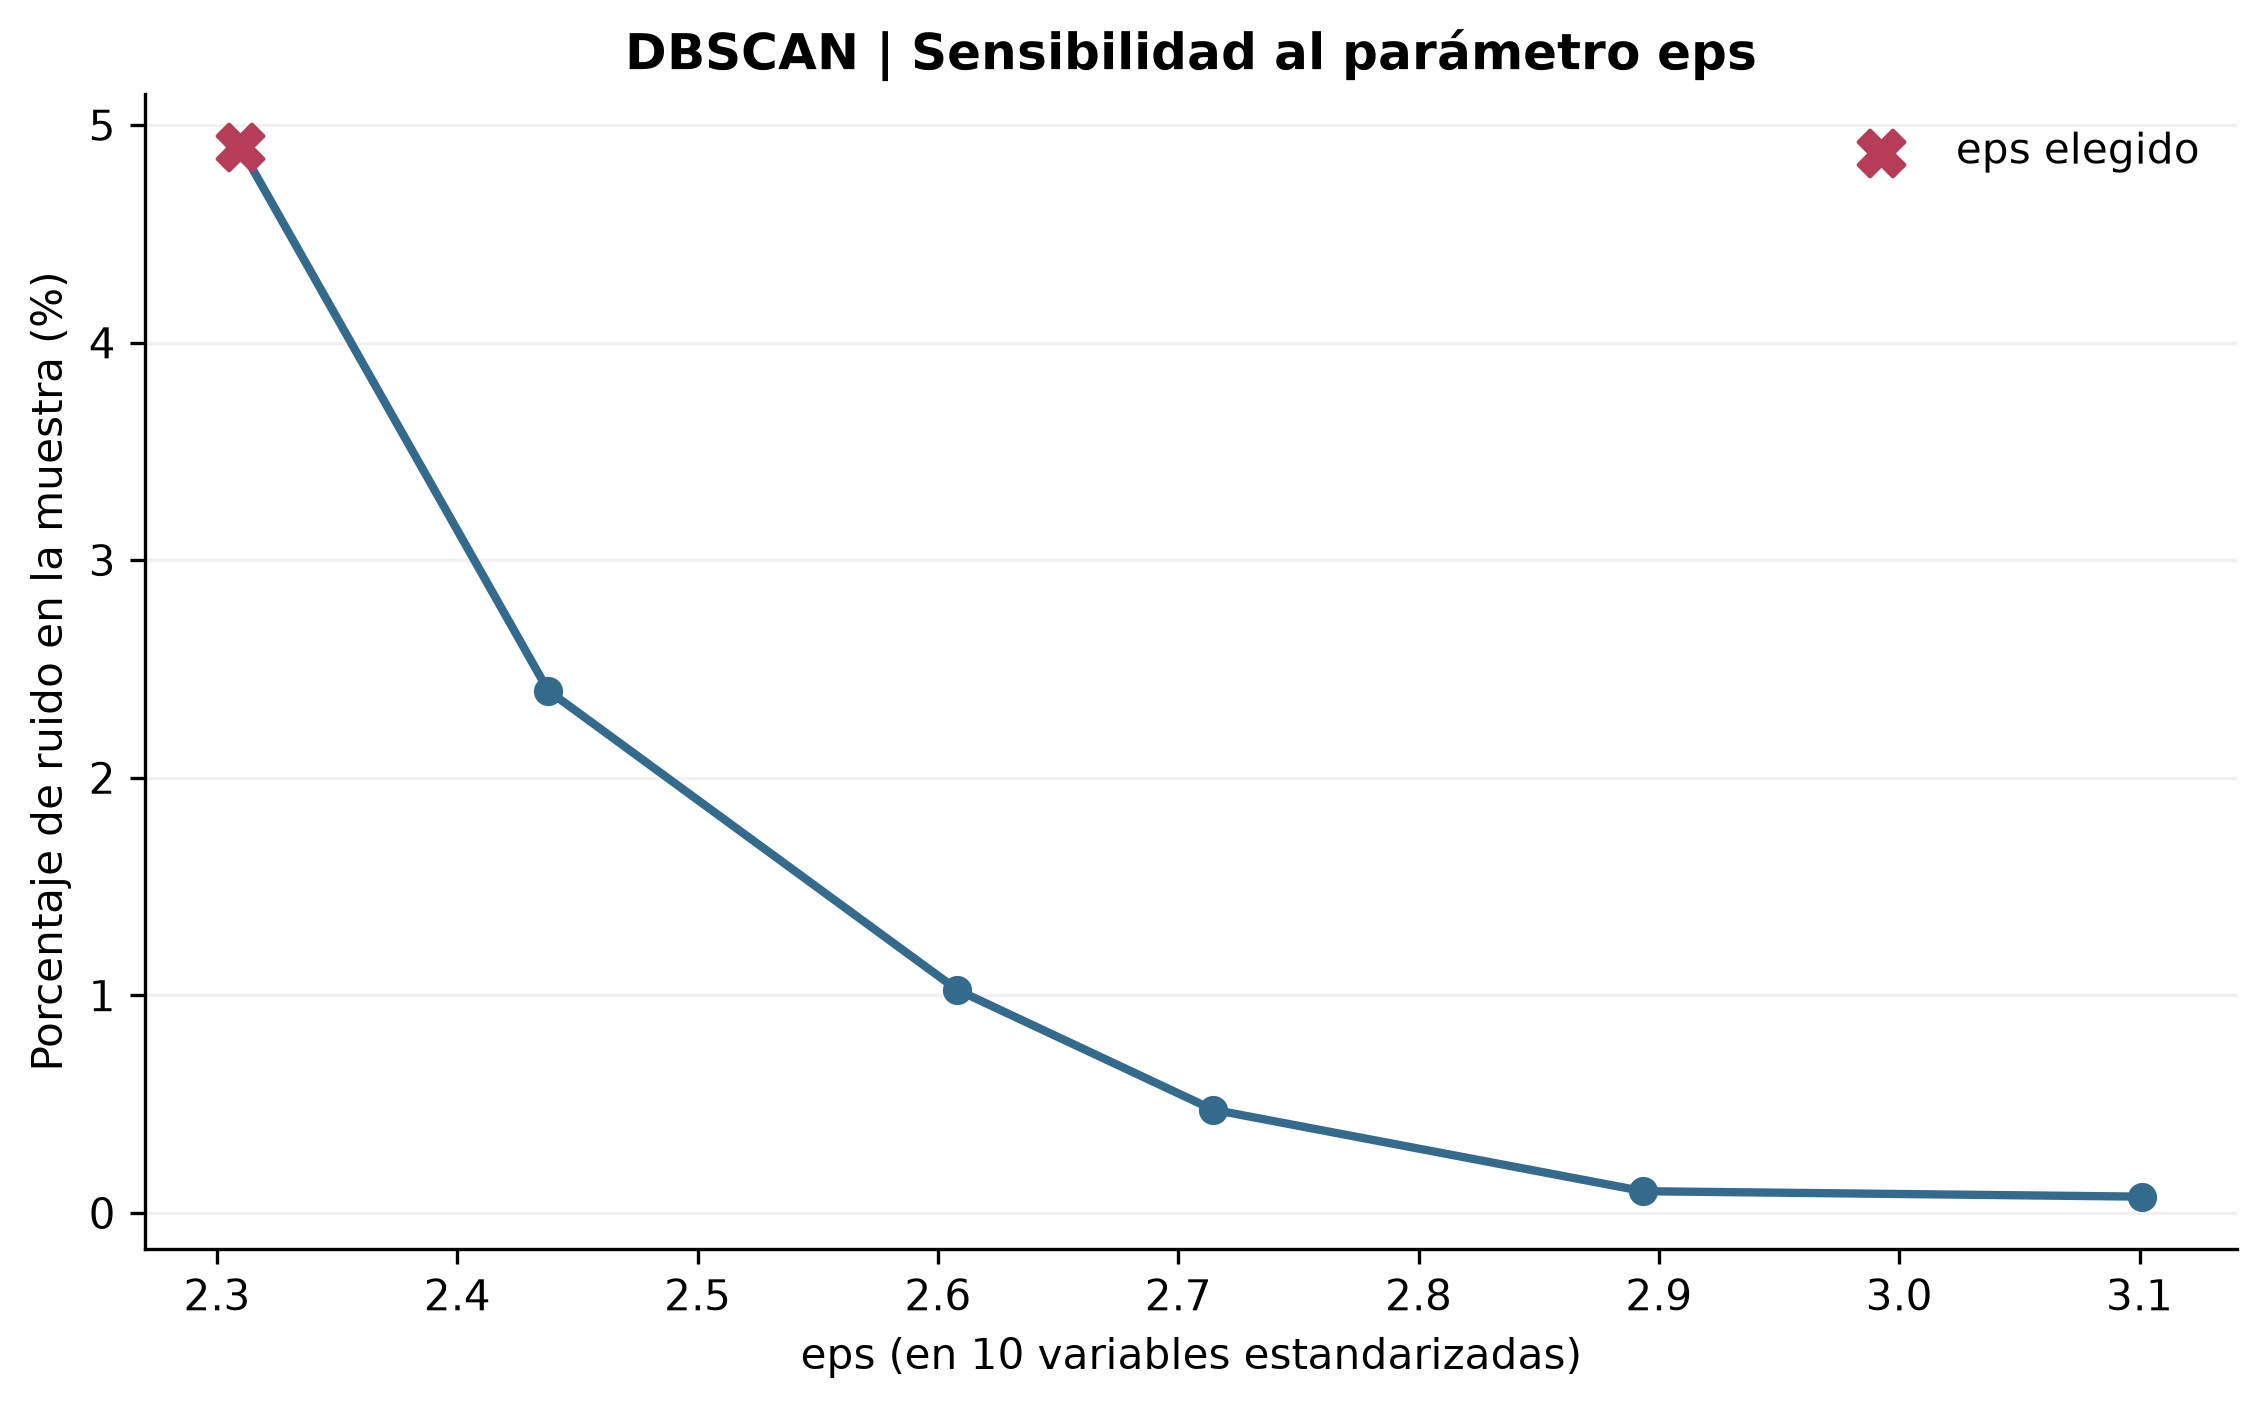 DBSCAN | Sensibilidad al parámetro eps
eps elegido
Porcentaje de ruido en la muestra (%)
5
4
3
2
1
0
2.3 2.4 2.5 2.6 2.7 2.8 2.9 3.0 3.1
eps (en 10 variables estandarizadas)